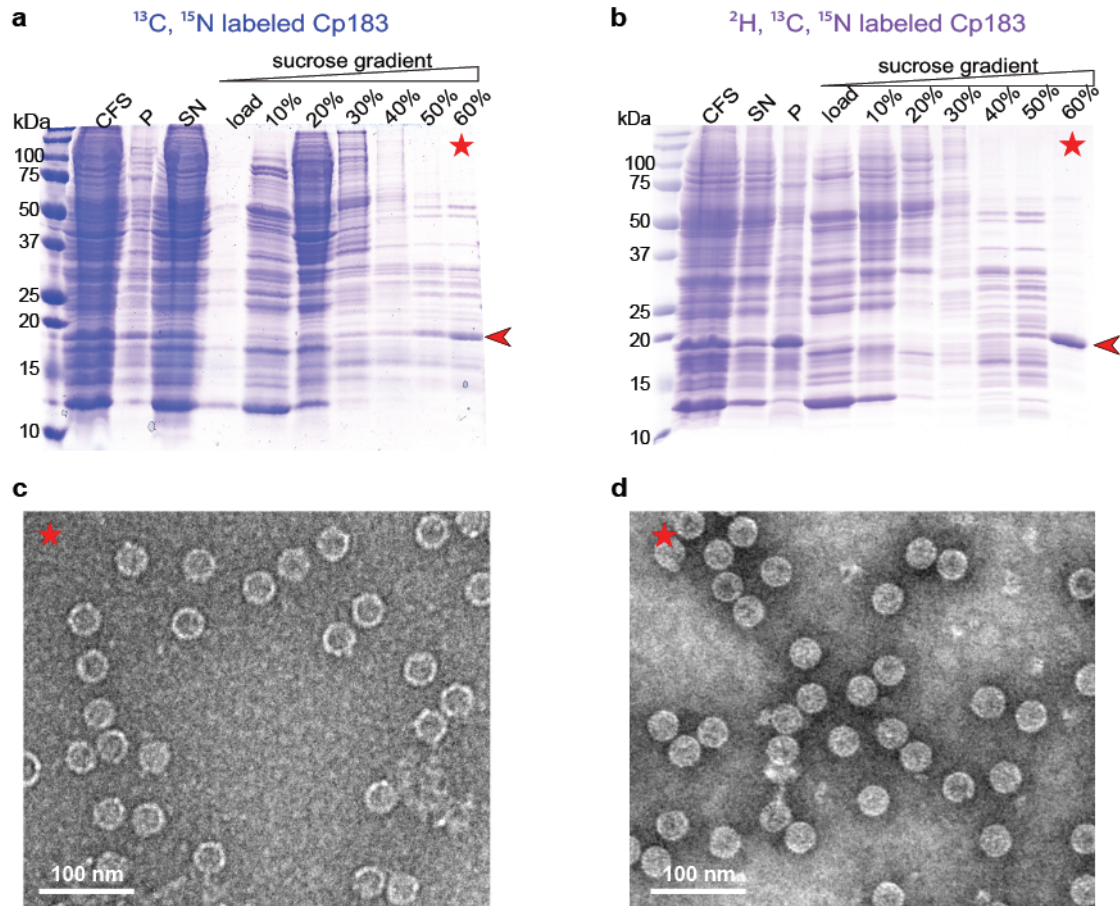 a
¹³C, ¹⁵N labeled Cp183
sucrose gradient
kDa CFS P SN load 10% 20% 30% 40% 50% 60%
100
75
50
37
25
20
15
10
b
²H, ¹³C, ¹⁵N labeled Cp183
sucrose gradient
kDa CFS SN P load 10% 20% 30% 40% 50% 60%
100
75
50
37
25
20
15
10
c
100 nm
d
100 nm